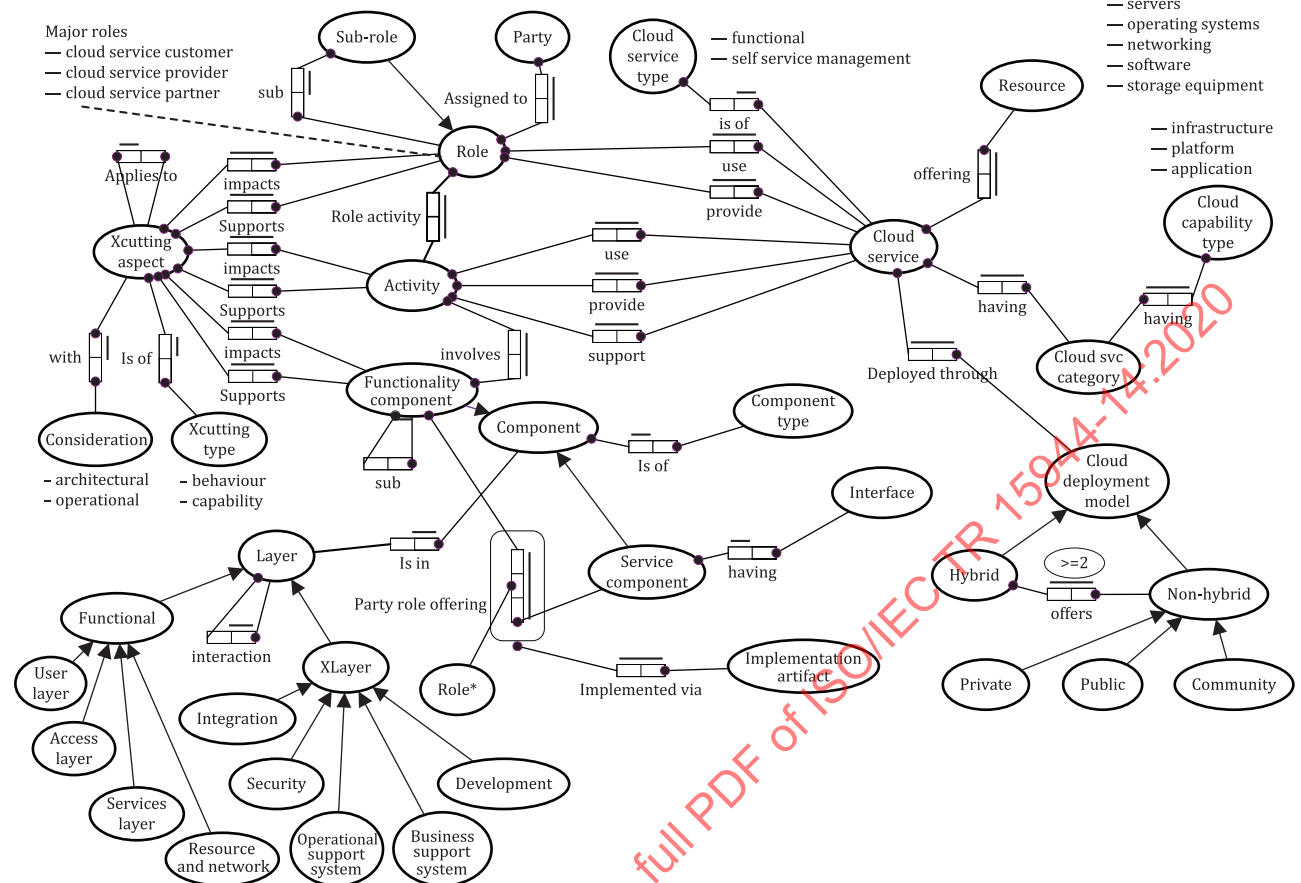 Major roles
— cloud service customer
— cloud service provider
— cloud service partner
Sub-role
Party
Cloud
service
type
— functional
— self service management
— servers
— operating systems
— networking
— software
— storage equipment
Resource
sub
Assigned to
is of
— infrastructure
— platform
— application
Role
Applies to
impacts
use
offering
Supports
Role activity
provide
Cloud
capability
type
Xcutting
aspect
impacts
use
Cloud
service
Supports
Activity
provide
having
having
with
Is of
impacts
involves
support
Supports
Functionality
component
Deployed through
Cloud svc
category
Consideration
Xcutting
type
Component
Component
type
– architectural
– operational
– behaviour
– capability
sub
Is of
Cloud
deployment
model
Interface
Layer
Is in
Service
component
having
Hybrid
>=2
offers
Non-hybrid
Functional
Party role offering
interaction
User
layer
XLayer
Role*
Implemented via
Implementation
artifact
Private
Public
Community
Integration
Access
layer
Security
Development
Services
layer
Resource
and network
Operational
support
system
Business
support
system
full PDF of ISO/IEC TR 15944-14:2020